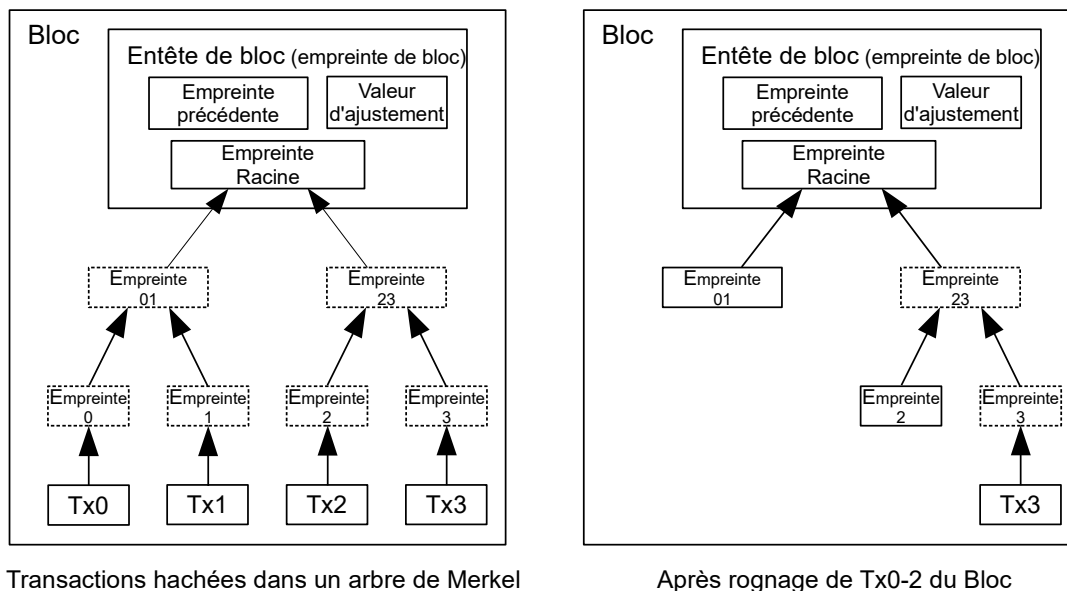 Bloc
Entête de bloc (empreinte de bloc)
Empreinte
précédente
Valeur
d'ajustement
Empreinte
Racine
Empreinte
01
Empreinte
23
Empreinte
0
Empreinte
1
Empreinte
2
Empreinte
3
Tx0
Tx1
Tx2
Tx3
Transactions hachées dans un arbre de Merkel
Bloc
Entête de bloc (empreinte de bloc)
Empreinte
précédente
Valeur
d'ajustement
Empreinte
Racine
Empreinte
01
Empreinte
23
Empreinte
2
Empreinte
3
Tx3
Après rognage de Tx0-2 du Bloc